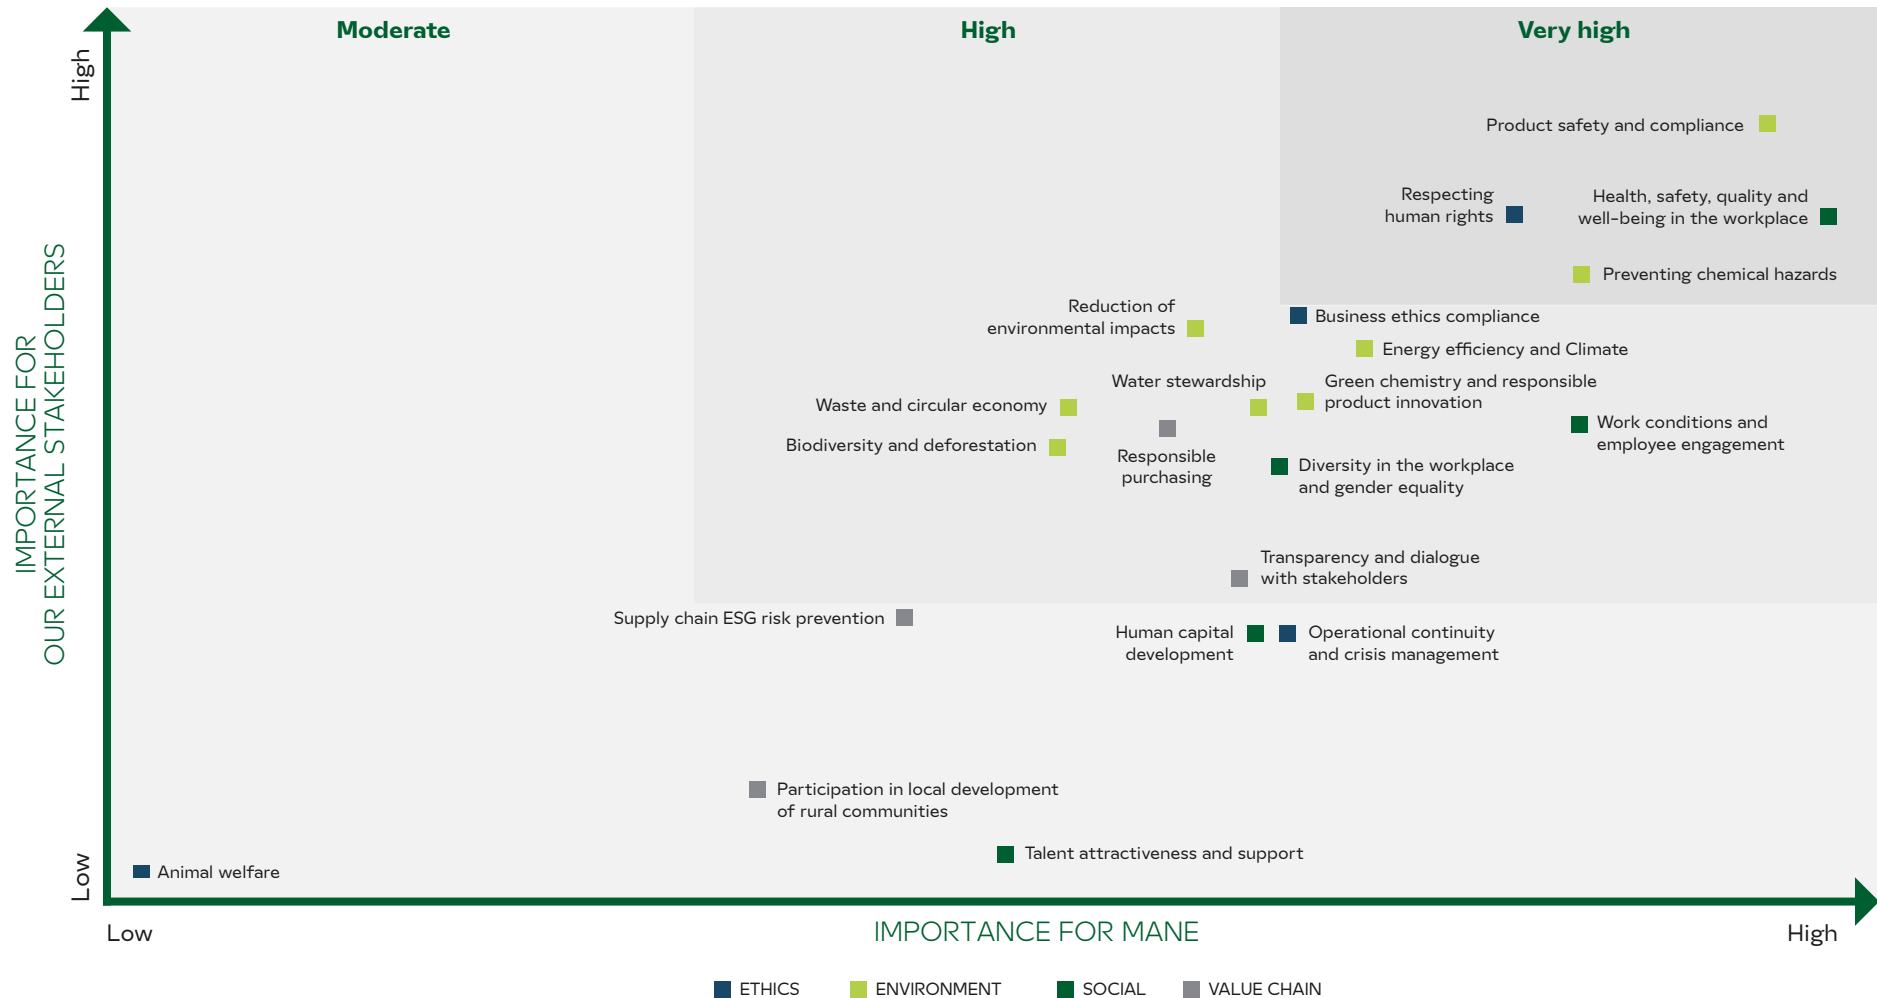 Moderate
High
Very high
High
IMPORTANCE FOR
OUR EXTERNAL STAKEHOLDERS
Low
Product safety and compliance
Respecting
human rights
Health, safety, quality and
well-being in the workplace
Preventing chemical hazards
Reduction of
environmental impacts
Business ethics compliance
Energy efficiency and Climate
Water stewardship
Green chemistry and responsible
product innovation
Waste and circular economy
Work conditions and
employee engagement
Biodiversity and deforestation
Responsible
purchasing
Diversity in the workplace
and gender equality
Transparency and dialogue
with stakeholders
Supply chain ESG risk prevention
Human capital
development
Operational continuity
and crisis management
Participation in local development
of rural communities
Talent attractiveness and support
Animal welfare
Low
IMPORTANCE FOR MANE
High
ETHICS
ENVIRONMENT
SOCIAL
VALUE CHAIN